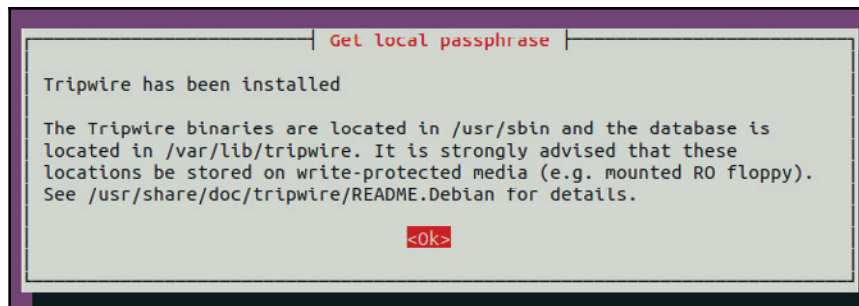 Get local passphrase
Tripwire has been installed
The Tripwire binaries are located in /usr/sbin and the database is
located in /var/lib/tripwire. It is strongly advised that these
locations be stored on write-protected media (e.g. mounted RO floppy).
See /usr/share/doc/tripwire/README.Debian for details.
<Ok>